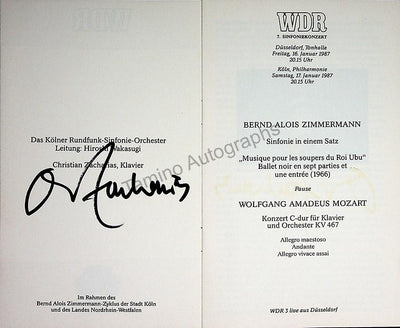 Das Kölner Rundfunk-Sinfonie-Orchester
Leitung: Hiroshi Wakasugi
Christian Zacharias, Klavier
Im Rahmen des
Bernd Alois Zimmermann-Zyklus der Stadt Köln
und des Landes Nordrhein-Westfalen
WDR
7. SINFONIEKONZERT
Düsseldorf, Tonhalle
Freitag, 16. Januar 1987
20.15 Uhr
Köln, Philharmonie
Samstag, 17. Januar 1987
20.15 Uhr
BERND ALOIS ZIMMERMANN
Sinfonie in einem Satz
„Musique pour les soupers du Roi Ubu"
Ballet noir en sept parties et
une entrée (1966)
Pause
WOLFGANG AMADEUS MOZART
Konzert C-dur für Klavier
und Orchester KV 467
Allegro maestoso
Andante
Allegro vivace assai
WDR 3 live aus Düsseldorf
Tamino Autographs